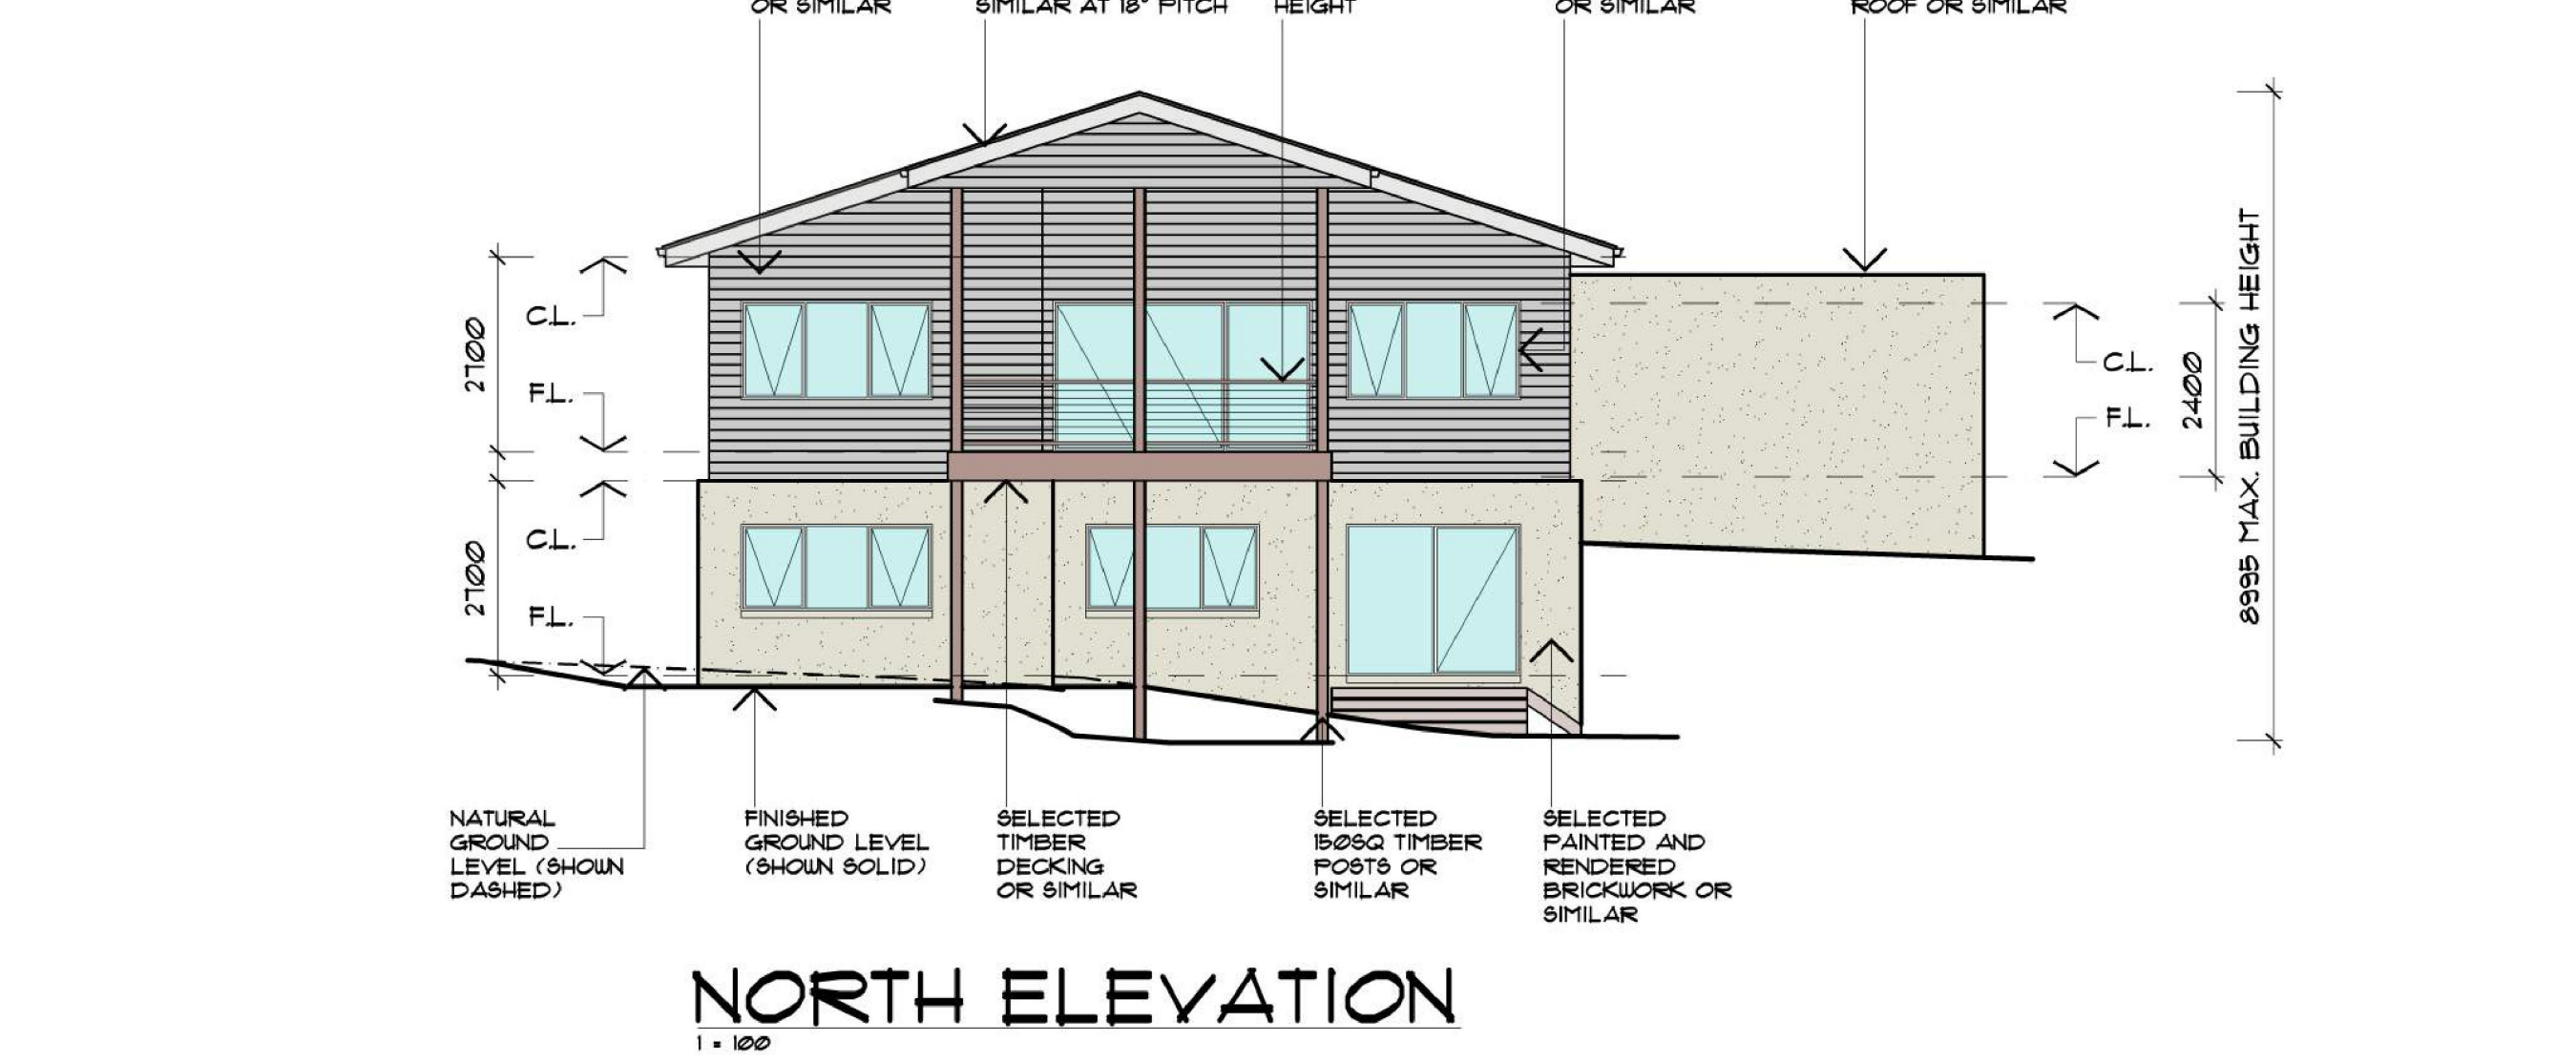 OR SIMILAR
SIMILAR AT 18° PITCH
HEIGHT
OR SIMILAR
ROOF OR SIMILAR
2700
C.L.
F.L.
2700
C.L.
F.L.
C.L.
F.L.
2400
8995 MAX. BUILDING HEIGHT
NATURAL
GROUND
LEVEL (SHOWN
DASHED)
FINISHED
GROUND LEVEL
(SHOWN SOLID)
SELECTED
TIMBER
DECKING
OR SIMILAR
SELECTED
150SQ TIMBER
POSTS OR
SIMILAR
SELECTED
PAINTED AND
RENDERED
BRICKWORK OR
SIMILAR
NORTH ELEVATION
1 = 100